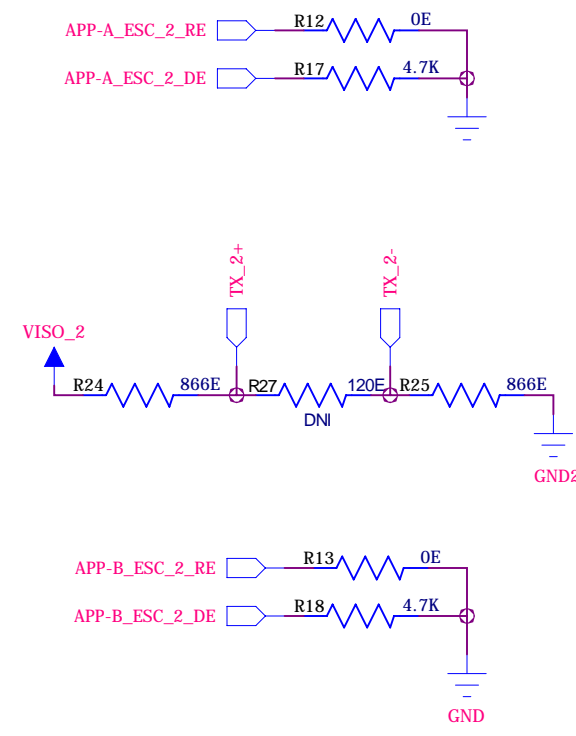 R12 0E
APP-A_ESC_2_RE
R17 4.7K
APP-A_ESC_2_DE
TX_2+
TX_2-
VISO_2
R24 866E R27 120E R25 866E
DNI
GND2
R13 0E
APP-B_ESC_2_RE
R18 4.7K
APP-B_ESC_2_DE
GND